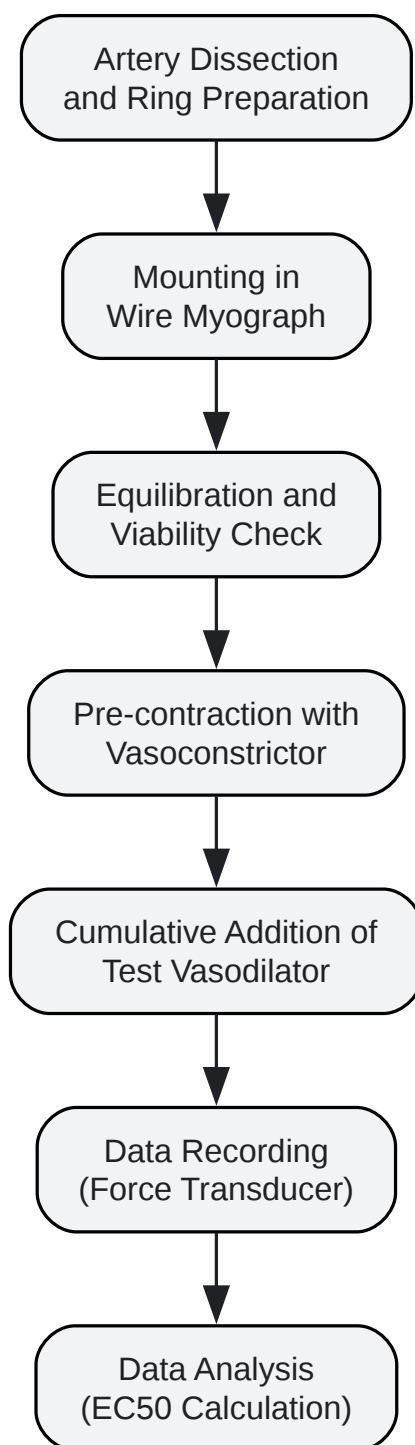 Artery Dissection
and Ring Preparation
Mounting in
Wire Myograph
Equilibration and
Viability Check
Pre-contraction with
Vasoconstrictor
Cumulative Addition of
Test Vasodilator
Data Recording
(Force Transducer)
Data Analysis
(EC50 Calculation)